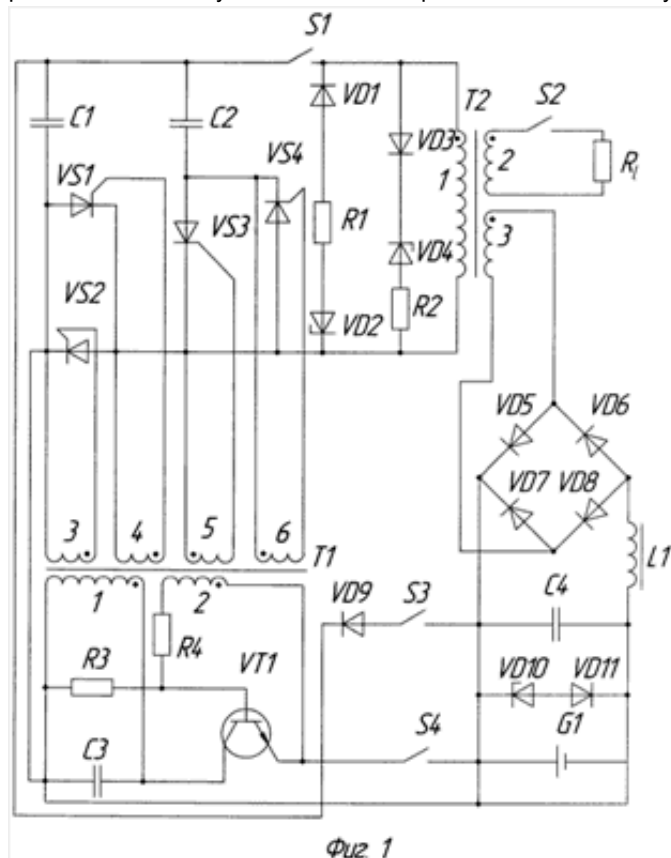 S1
C1
C2
VD1
T2
S2
VS4
VD3
VS1
1
2
Rᵢ
VS3
R1
3
VD4
VS2
R2
VD2
VD5
VD6
VD7
VD8
3
4
5
6
T1
L1
1
2
VD9
S3
C4
R4
R3
VT1
VD10
VD11
C3
S4
G1
Фиг. 1